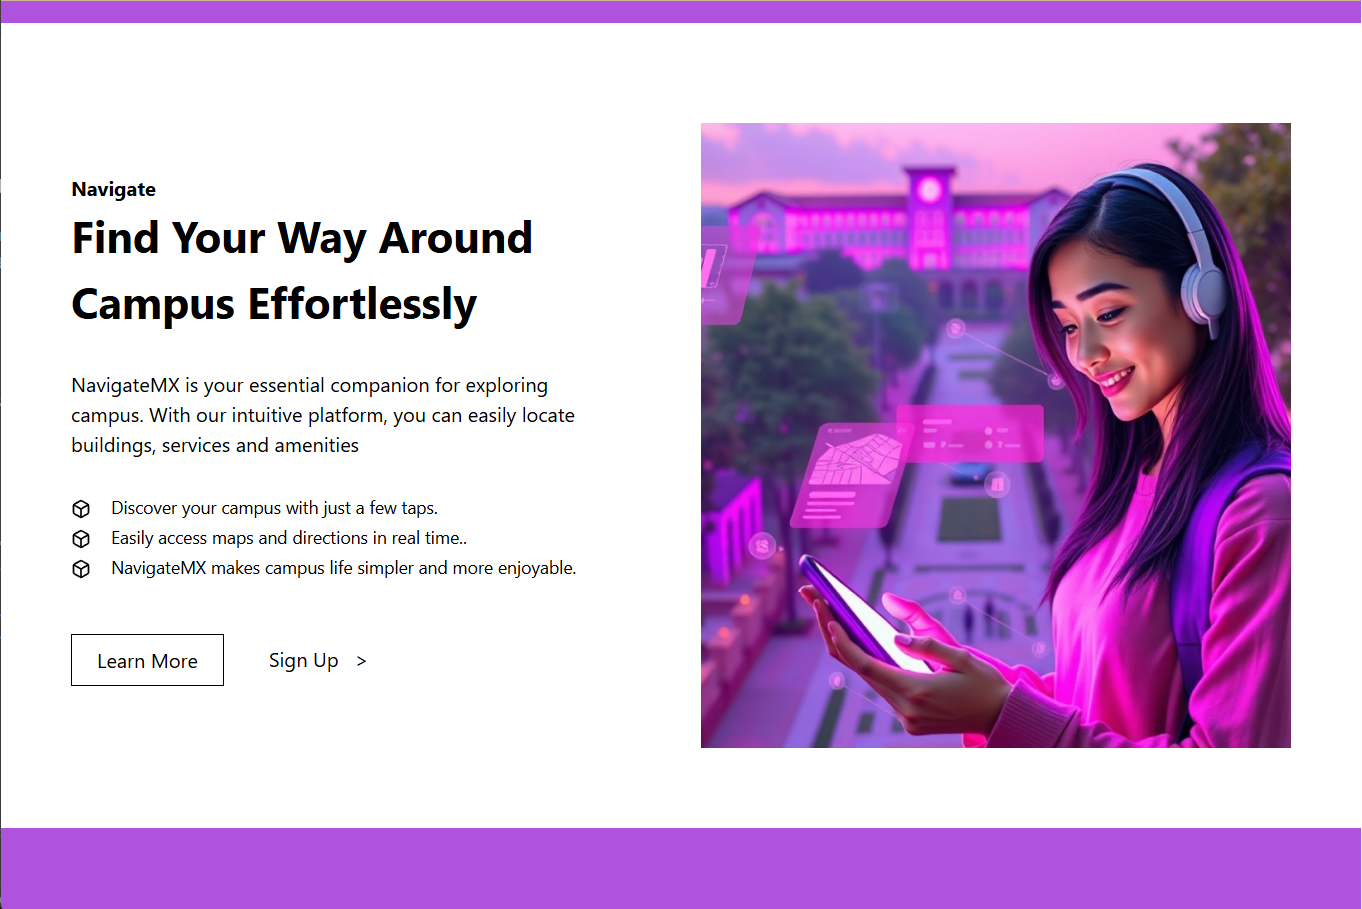 Navigate
Find Your Way Around
Campus Effortlessly
NavigateMX is your essential companion for exploring
campus. With our intuitive platform, you can easily locate
buildings, services and amenities
Discover your campus with just a few taps.
Easily access maps and directions in real time..
NavigateMX makes campus life simpler and more enjoyable.
Learn More
Sign Up >